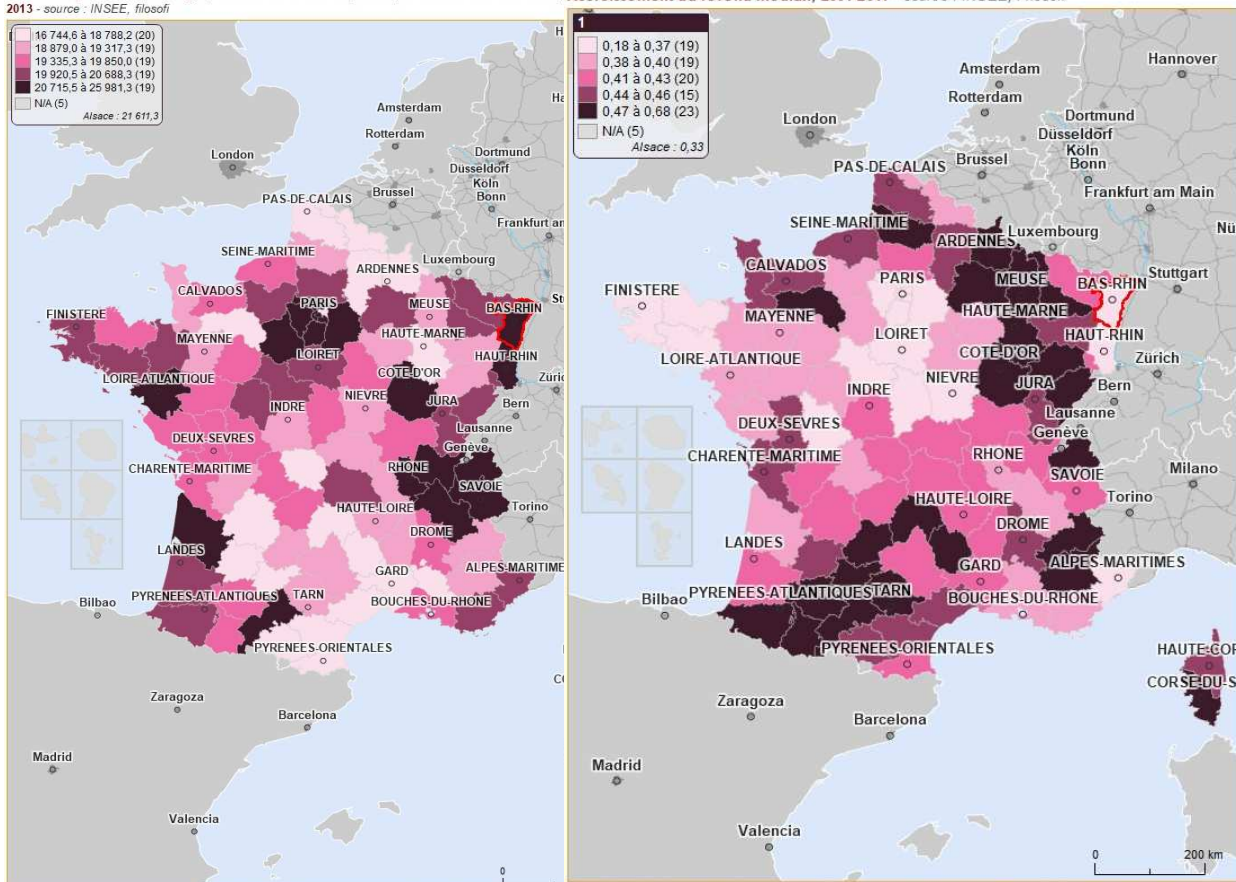 2013 - source : INSEE, filosofi
16 744,6 à 18 788,2 (20)
18 879,0 à 19 317,3 (19)
19 335,3 à 19 850,0 (19)
19 920,5 à 20 688,3 (19)
20 715,5 à 25 981,3 (19)
N/A (5)
Alsace : 21 611,3
Amsterdam
Rotterdam
London
Dortmund
Düsseldorf
Köln
Bonn
Brussel
Frankfurt am
PAS-DE-CALAIS
SEINE-MARITIME
Luxembourg
ARDENNES
CALVADOS
PARIS
MEUSE
BAS-RHIN
FINISTERE
MAYENNE
HAUTE-MARNE
LOIRET
HAUT-RHIN
LOIRE-ATLANTIQUE
COTE-D'OR
INDRE
NIEVRE
JURA
Bern
Lausanne
DEUX-SEVRES
Genève
CHARENTE-MARITIME
RHONE
SAVOIE
HAUTE-LOIRE
Torino
DROME
LANDES
GARD
ALPES-MARITIMES
PYRENEES-ATLANTIQUES
TARN
BOUCHES-DU-RHONE
Bilbao
PYRENEES-ORIENTALES
Zaragoza
Barcelona
Madrid
Valencia
0
1
0,18 à 0,37 (19)
0,38 à 0,40 (19)
0,41 à 0,43 (20)
0,44 à 0,46 (15)
0,47 à 0,68 (23)
N/A (5)
Alsace : 0,33
Hannover
Amsterdam
Rotterdam
London
Dortmund
Düsseldorf
Köln
Bonn
Brussel
Frankfurt am Main
PAS-DE-CALAIS
SEINE-MARITIME
Luxembourg
ARDENNES
CALVADOS
PARIS
MEUSE
BAS-RHIN
Stuttgart
FINISTERE
MAYENNE
HAUTE-MARNE
LOIRET
HAUT-RHIN
LOIRE-ATLANTIQUE
COTE-D'OR
Zürich
INDRE
NIEVRE
JURA
Bern
Lausanne
DEUX-SEVRES
Genève
CHARENTE-MARITIME
RHONE
SAVOIE
Milano
HAUTE-LOIRE
Torino
DROME
LANDES
GARD
ALPES-MARITIMES
PYRENEES-ATLANTIQUES
TARN
BOUCHES-DU-RHONE
Bilbao
PYRENEES-ORIENTALES
HAUTE-COR
CORSE-DU-S
Zaragoza
Barcelona
Madrid
Valencia
0
200 km